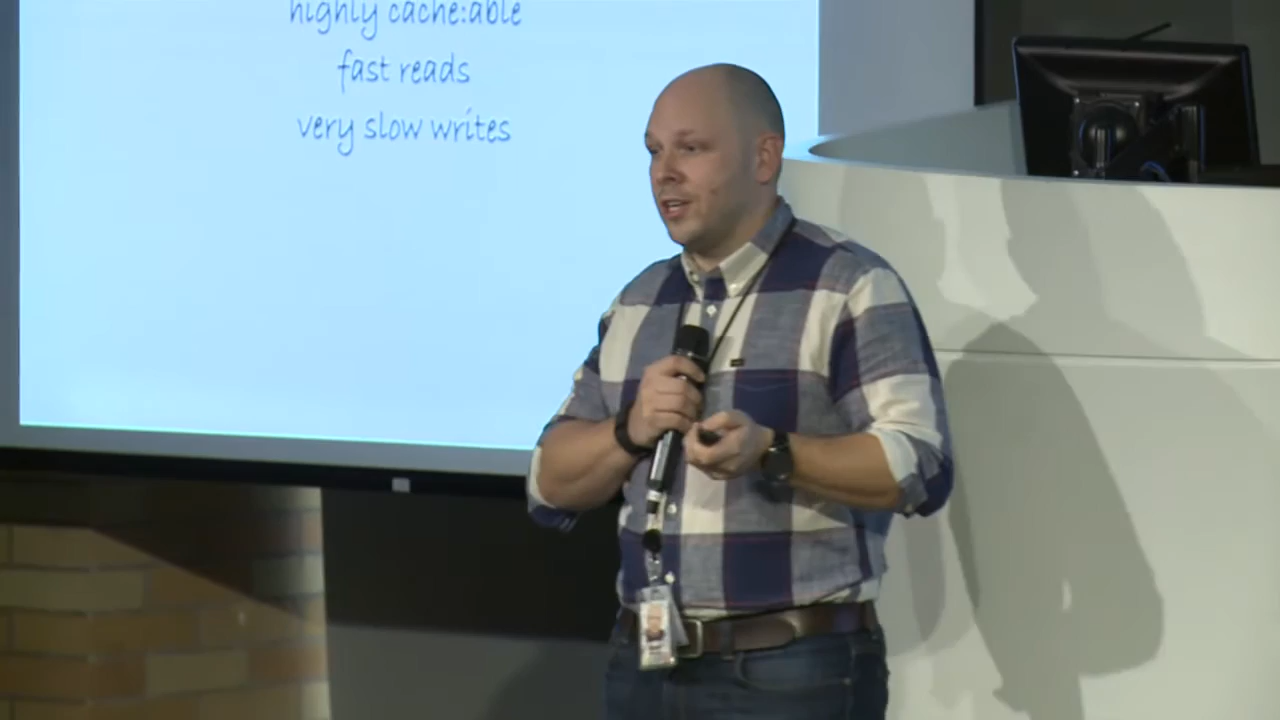 highly cache:able
fast reads
very slow writes